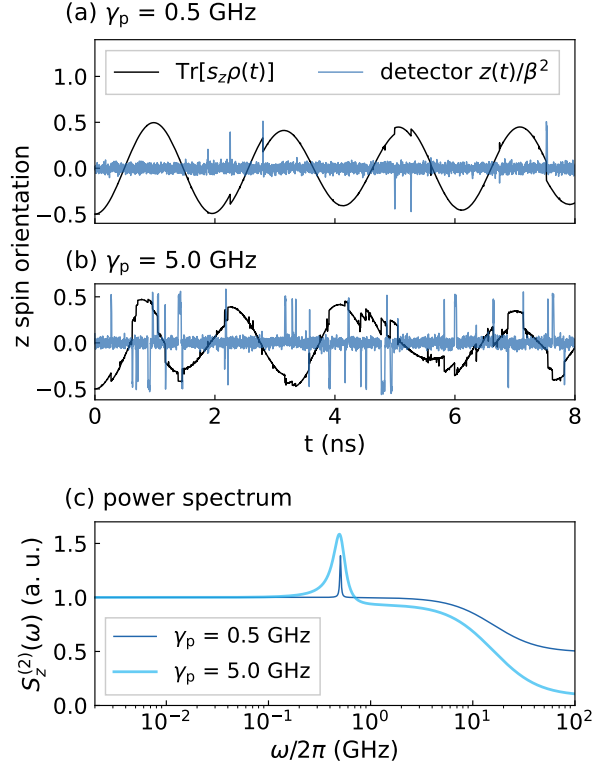 (a) γp = 0.5 GHz
Tr[szρ(t)]
detector z(t)/β²
1.0
0.5
0.0
−0.5
z spin orientation
(b) γp = 5.0 GHz
0.5
0.0
−0.5
0 2 4 6 8
t (ns)
(c) power spectrum
1.5
1.0
0.5
0.0
Sz(2)(ω) (a. u.)
γp = 0.5 GHz
γp = 5.0 GHz
10⁻² 10⁻¹ 10⁰ 10¹ 10²
ω/2π (GHz)